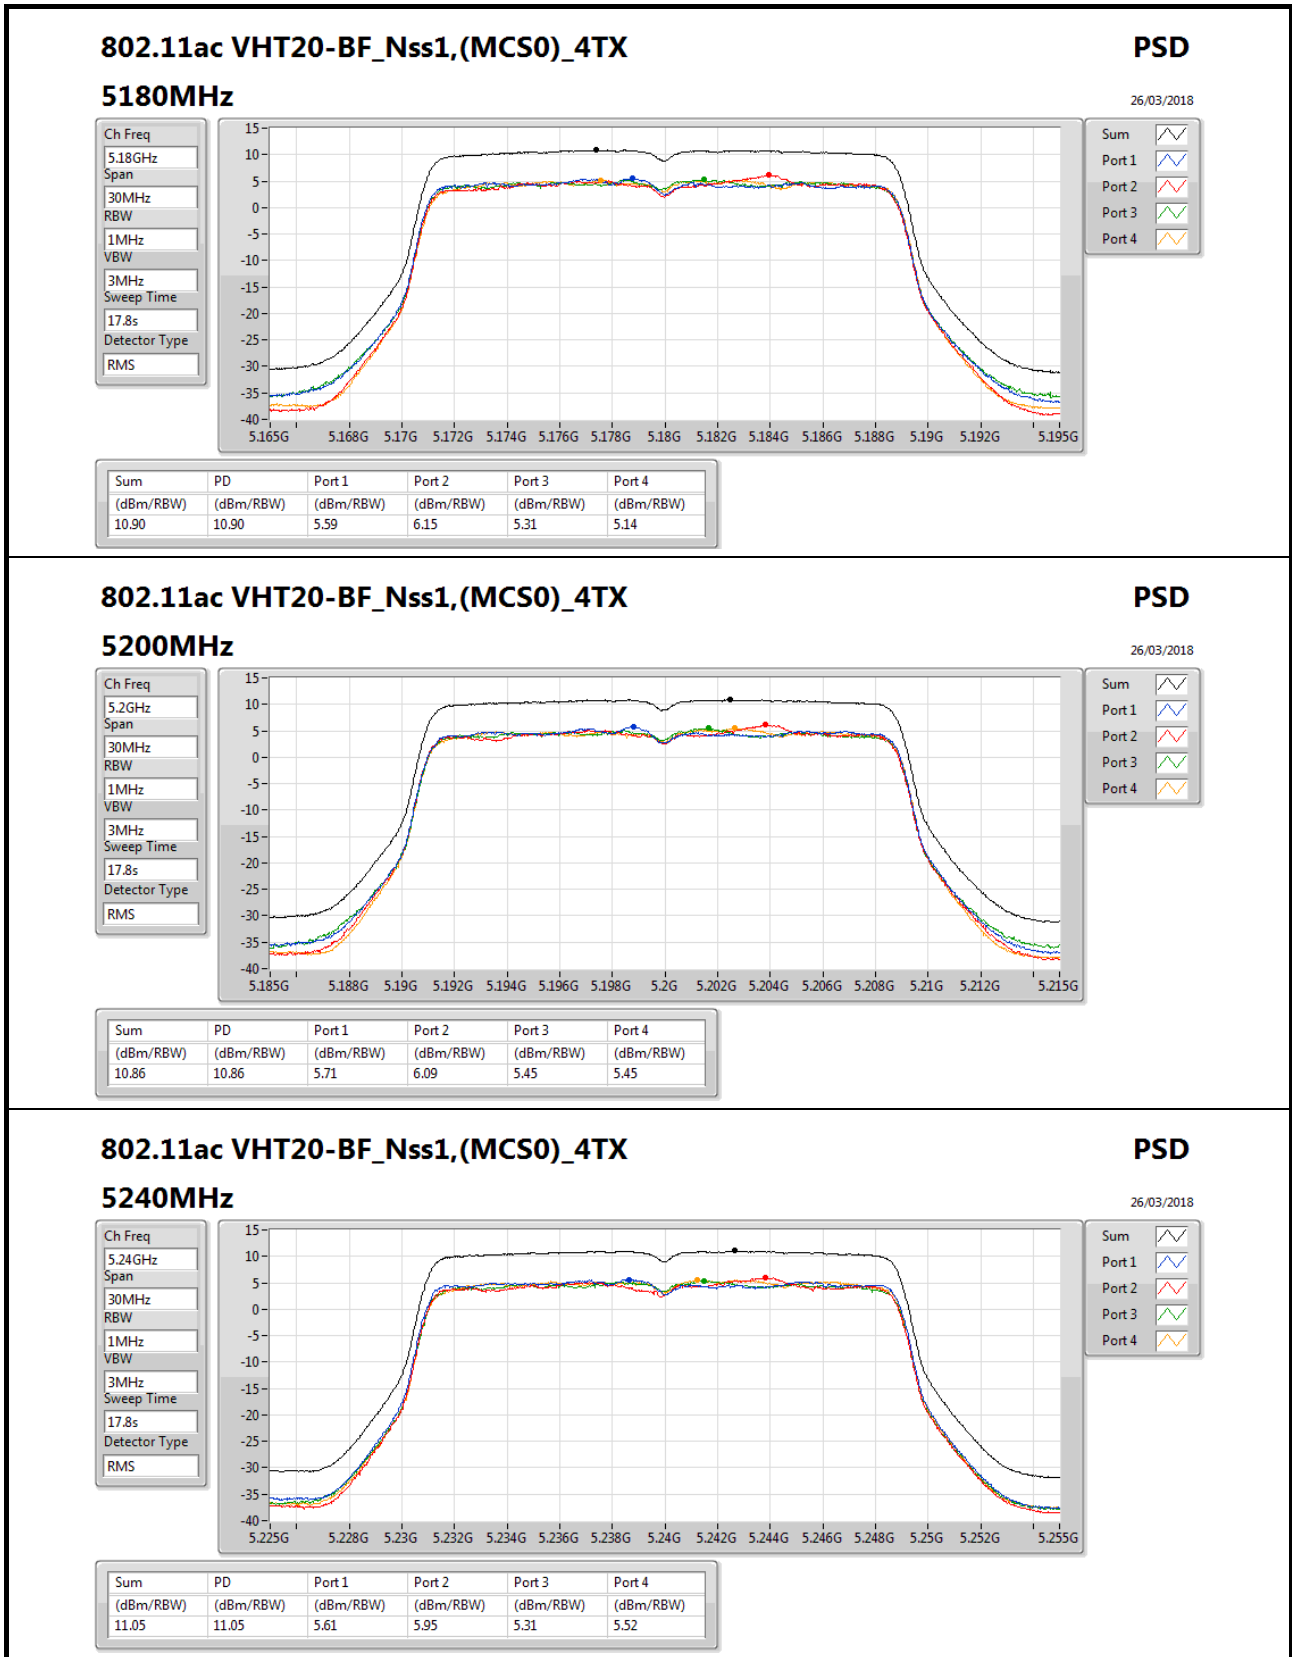 802.11ac VHT20-BF_Nss1,(MCS0)_4TX PSD
5180MHz 26/03/2018
Ch Freq
5.18GHz
Span
30MHz
RBW
1MHz
VBW
3MHz
Sweep Time
17.8s
Detector Type
RMS
15
10
5
0
-5
-10
-15
-20
-25
-30
-35
-40
5.165G 5.168G 5.17G 5.172G 5.174G 5.176G 5.178G 5.18G 5.182G 5.184G 5.186G 5.188G 5.19G 5.192G 5.195G
Sum
Port 1
Port 2
Port 3
Port 4
Sum PD Port 1 Port 2 Port 3 Port 4
(dBm/RBW) (dBm/RBW) (dBm/RBW) (dBm/RBW) (dBm/RBW) (dBm/RBW)
10.90 10.90 5.59 6.15 5.31 5.14
802.11ac VHT20-BF_Nss1,(MCS0)_4TX PSD
5200MHz 26/03/2018
Ch Freq
5.2GHz
Span
30MHz
RBW
1MHz
VBW
3MHz
Sweep Time
17.8s
Detector Type
RMS
15
10
5
0
-5
-10
-15
-20
-25
-30
-35
-40
5.185G 5.188G 5.19G 5.192G 5.194G 5.196G 5.198G 5.2G 5.202G 5.204G 5.206G 5.208G 5.21G 5.212G 5.215G
Sum
Port 1
Port 2
Port 3
Port 4
Sum PD Port 1 Port 2 Port 3 Port 4
(dBm/RBW) (dBm/RBW) (dBm/RBW) (dBm/RBW) (dBm/RBW) (dBm/RBW)
10.86 10.86 5.71 6.09 5.45 5.45
802.11ac VHT20-BF_Nss1,(MCS0)_4TX PSD
5240MHz 26/03/2018
Ch Freq
5.24GHz
Span
30MHz
RBW
1MHz
VBW
3MHz
Sweep Time
17.8s
Detector Type
RMS
15
10
5
0
-5
-10
-15
-20
-25
-30
-35
-40
5.225G 5.228G 5.23G 5.232G 5.234G 5.236G 5.238G 5.24G 5.242G 5.244G 5.246G 5.248G 5.25G 5.252G 5.255G
Sum
Port 1
Port 2
Port 3
Port 4
Sum PD Port 1 Port 2 Port 3 Port 4
(dBm/RBW) (dBm/RBW) (dBm/RBW) (dBm/RBW) (dBm/RBW) (dBm/RBW)
11.05 11.05 5.61 5.95 5.31 5.52